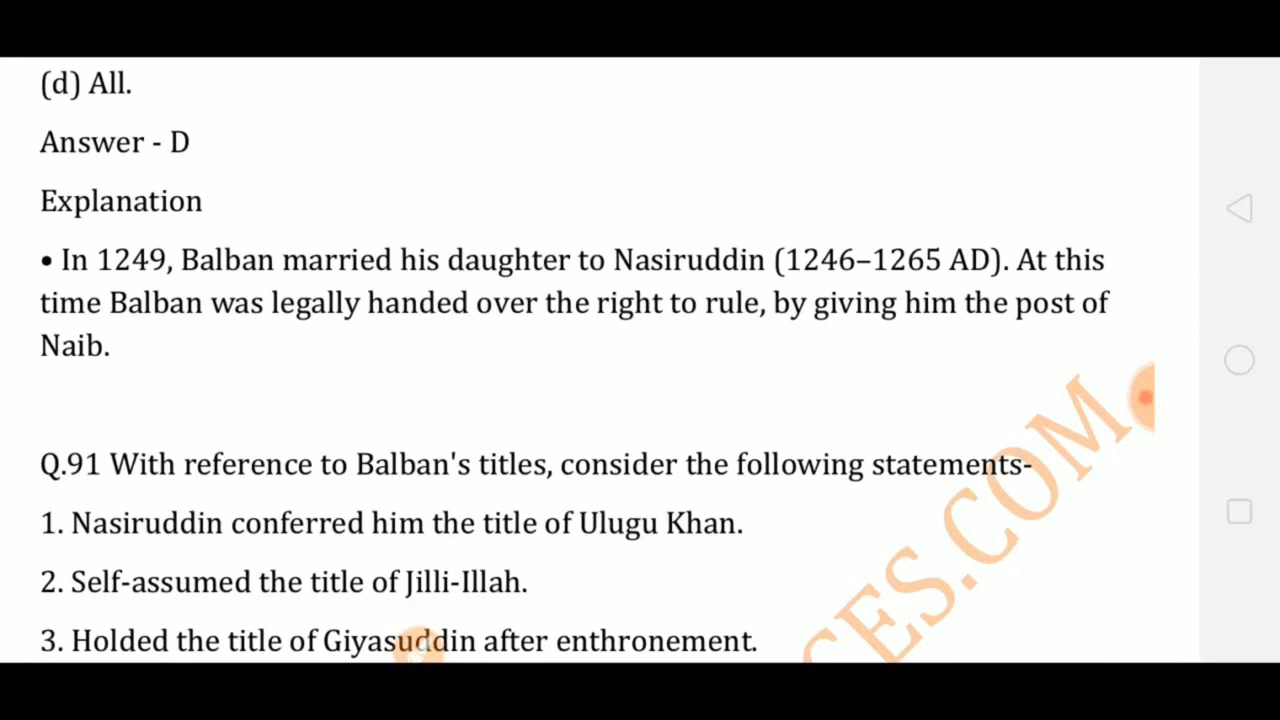 (d) All.
Answer - D
Explanation
• In 1249, Balban married his daughter to Nasiruddin (1246–1265 AD). At this
time Balban was legally handed over the right to rule, by giving him the post of
Naib.
Q.91 With reference to Balban's titles, consider the following statements-
1. Nasiruddin conferred him the title of Ulugu Khan.
2. Self-assumed the title of Jilli-Illah.
3. Holded the title of Giyasuddin after enthronement.
CES.COM